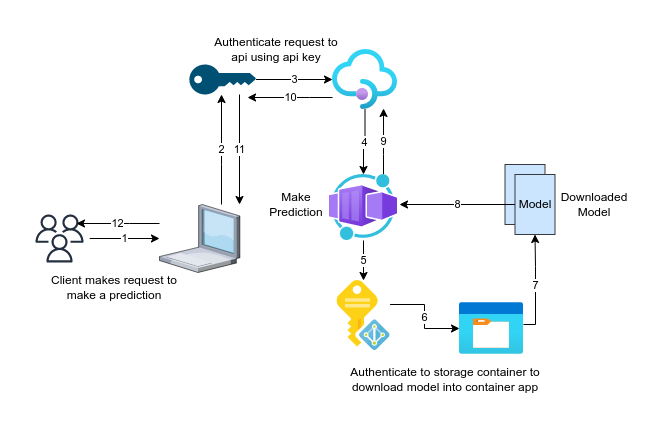 Authenticate request to
api using api key
3
10
2
11
4
9
Make
Prediction
8
Model
Downloaded
Model
12
1
Client makes request to
make a prediction
5
6
7
Authenticate to storage container to
download model into container app